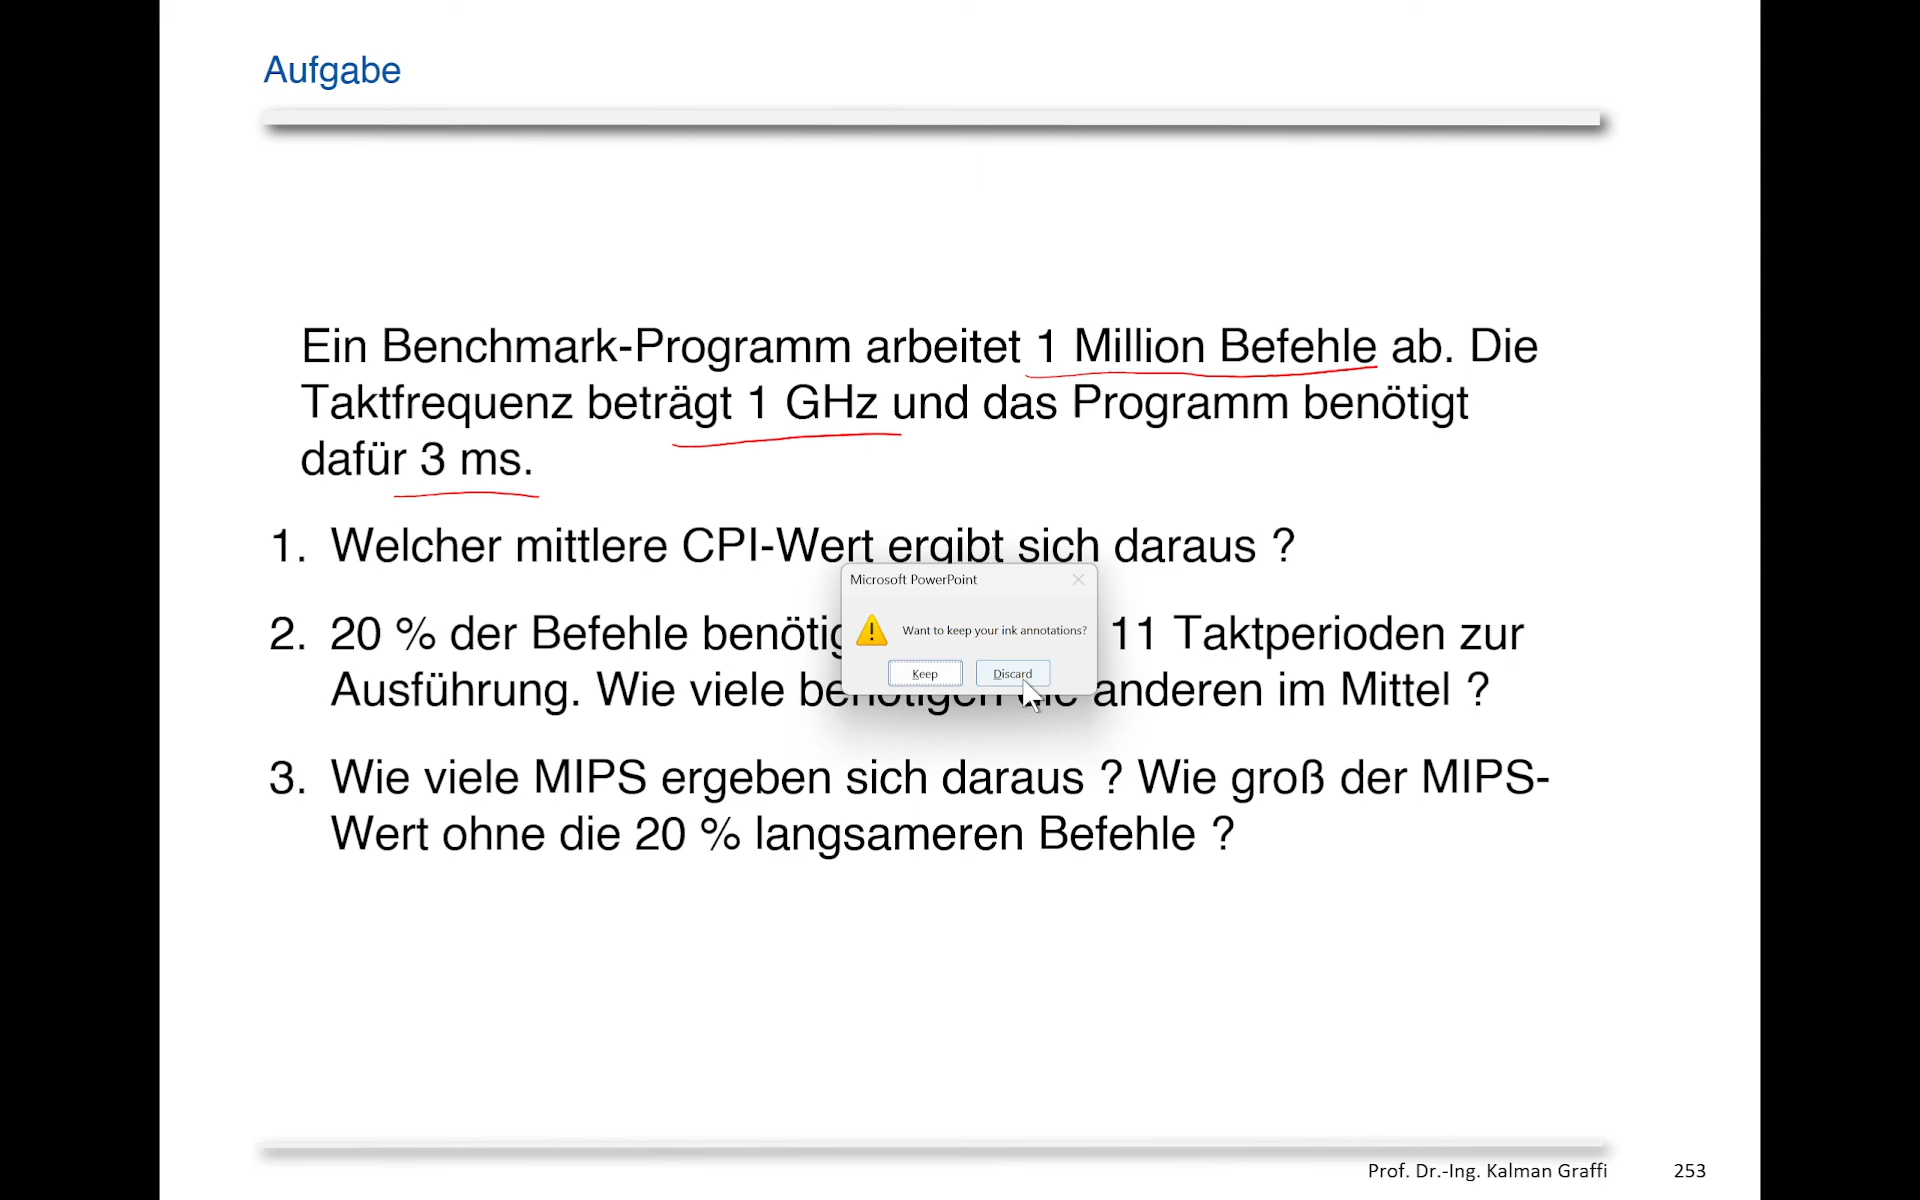 Aufgabe
Ein Benchmark-Programm arbeitet 1 Million Befehle ab. Die
Taktfrequenz beträgt 1 GHz und das Programm benötigt
dafür 3 ms.
1. Welcher mittlere CPI-Wert ergibt sich daraus ?
2. 20 % der Befehle 11 Taktperioden zur
Ausführung. Wie viele benötigen die anderen im Mittel ?
3. Wie viele MIPS ergeben sich daraus ? Wie groß der MIPS-
Wert ohne die 20 % langsameren Befehle ?
Microsoft PowerPoint
Want to keep your ink annotations?
Keep Discard
Prof. Dr.-Ing. Kalman Graffi 253